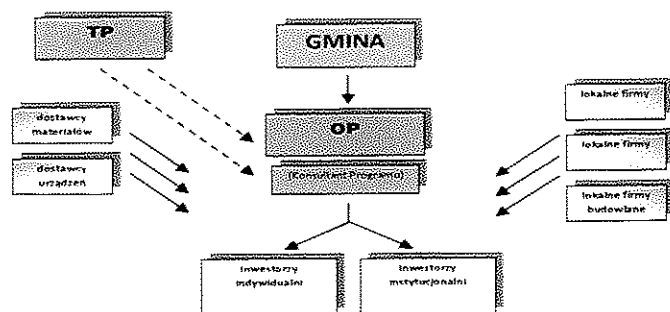 TP
GMINA
dostawcy
materiałów
OP
lokalne firmy
lokalne firmy
dostawcy
urządzeń
(Konsultant Programu)
lokalne firmy
budowlane
Inwestorzy
indywidualni
Inwestorzy
instytucjonalni